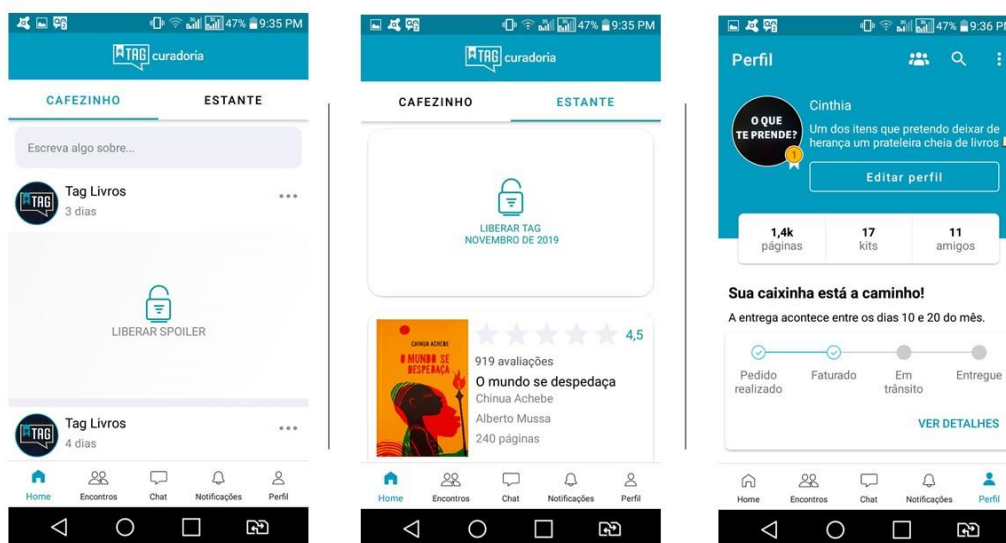 47% 9:35 PM
TAG curadoria
CAFEZINHO ESTANTE
Escreva algo sobre...
TAG
Tag Livros
3 dias
LIBERAR SPOILER
TAG
Tag Livros
4 dias
Home Encontros Chat Notificações Perfil
47% 9:35 PM
TAG curadoria
CAFEZINHO ESTANTE
LIBERAR TAG
NOVEMBRO DE 2019
CHINUA ACHEBE
O MUNDO SE
DESPEDAÇA
4,5
919 avaliações
O mundo se despedaça
Chinua Achebe
Alberto Mussa
240 páginas
Home Encontros Chat Notificações Perfil
47% 9:36 PM
Perfil
O QUE
TE PRENDE?
1
Cinthia
Um dos itens que pretendo deixar de
herança um prateleira cheia de livros
Editar perfil
1,4k 17 11
páginas kits amigos
Sua caixinha está a caminho!
A entrega acontece entre os dias 10 e 20 do mês.
Pedido Faturado Em Entregue
realizado trânsito
VER DETALHES
Home Encontros Chat Notificações Perfil